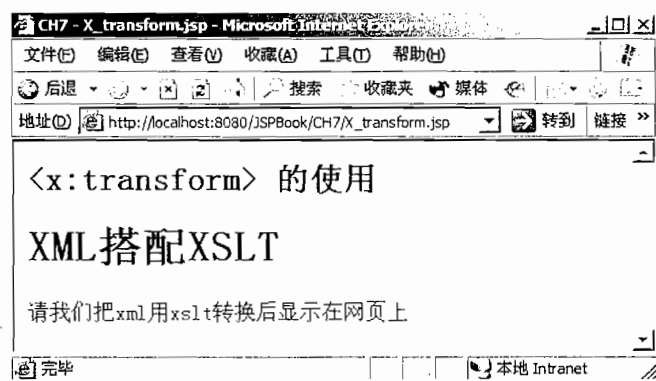 CH7 - X_transform.jsp - Microsoft Internet Explorer
文件(F) 编辑(E) 查看(V) 收藏(A) 工具(T) 帮助(H)
后退 搜索 收藏夹 媒体
地址(D) http://localhost:8080/JSPBook/CH7/X_transform.jsp 转到 链接 »
<x:transform> 的使用
XML搭配XSLT
请我们把xml用xslt转换后显示在网页上
完毕 本地 Intranet